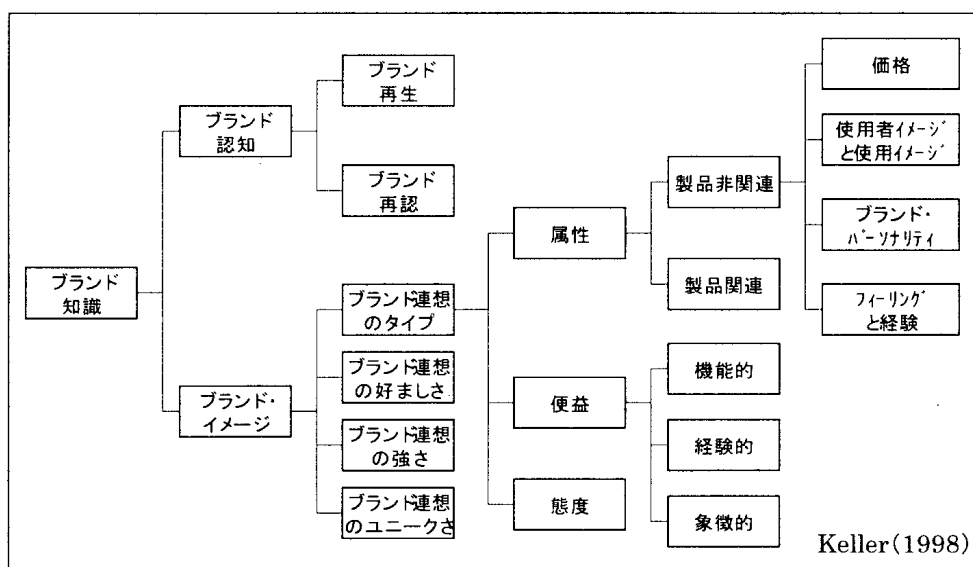 ブランド
知識
ブランド
認知
ブランド・
イメージ
ブランド
再生
ブランド
再認
ブランド連想
のタイプ
ブランド連想
の好ましさ
ブランド連想
の強さ
ブランド連想
のユニークさ
属性
便益
態度
製品非関連
製品関連
機能的
経験的
象徴的
価格
使用者イメージ
と使用イメージ
ブランド・
パーソナリティ
フィーリング
と経験
Keller(1998)